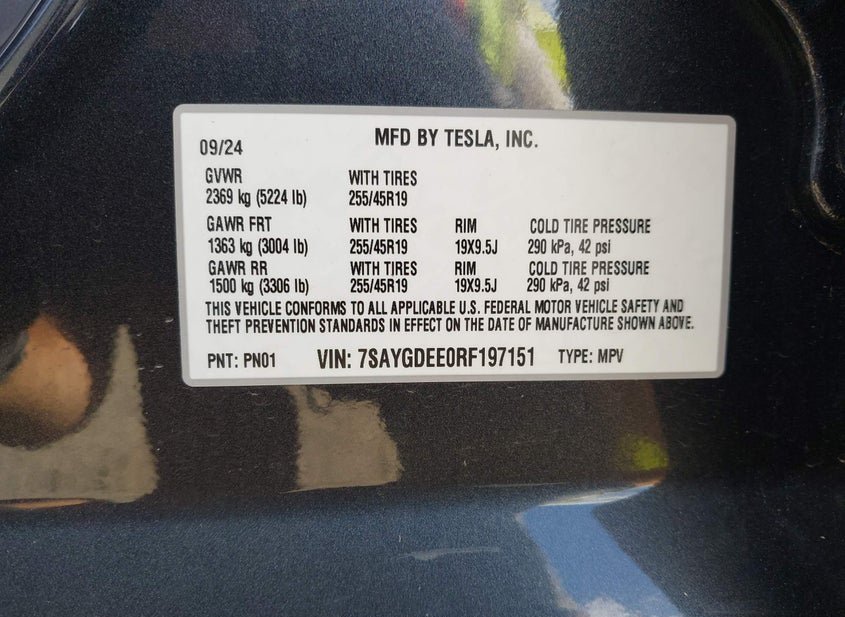 MFD BY TESLA, INC.
09/24
GVWR WITH TIRES
2369 kg (5224 lb) 255/45R19
GAWR FRT WITH TIRES RIM COLD TIRE PRESSURE
1363 kg (3004 lb) 255/45R19 19X9.5J 290 kPa, 42 psi
GAWR RR WITH TIRES RIM COLD TIRE PRESSURE
1500 kg (3306 lb) 255/45R19 19X9.5J 290 kPa, 42 psi
THIS VEHICLE CONFORMS TO ALL APPLICABLE U.S. FEDERAL MOTOR VEHICLE SAFETY AND
THEFT PREVENTION STANDARDS IN EFFECT ON THE DATE OF MANUFACTURE SHOWN ABOVE.
PNT: PN01 VIN: 7SAYGDEE0RF197151 TYPE: MPV